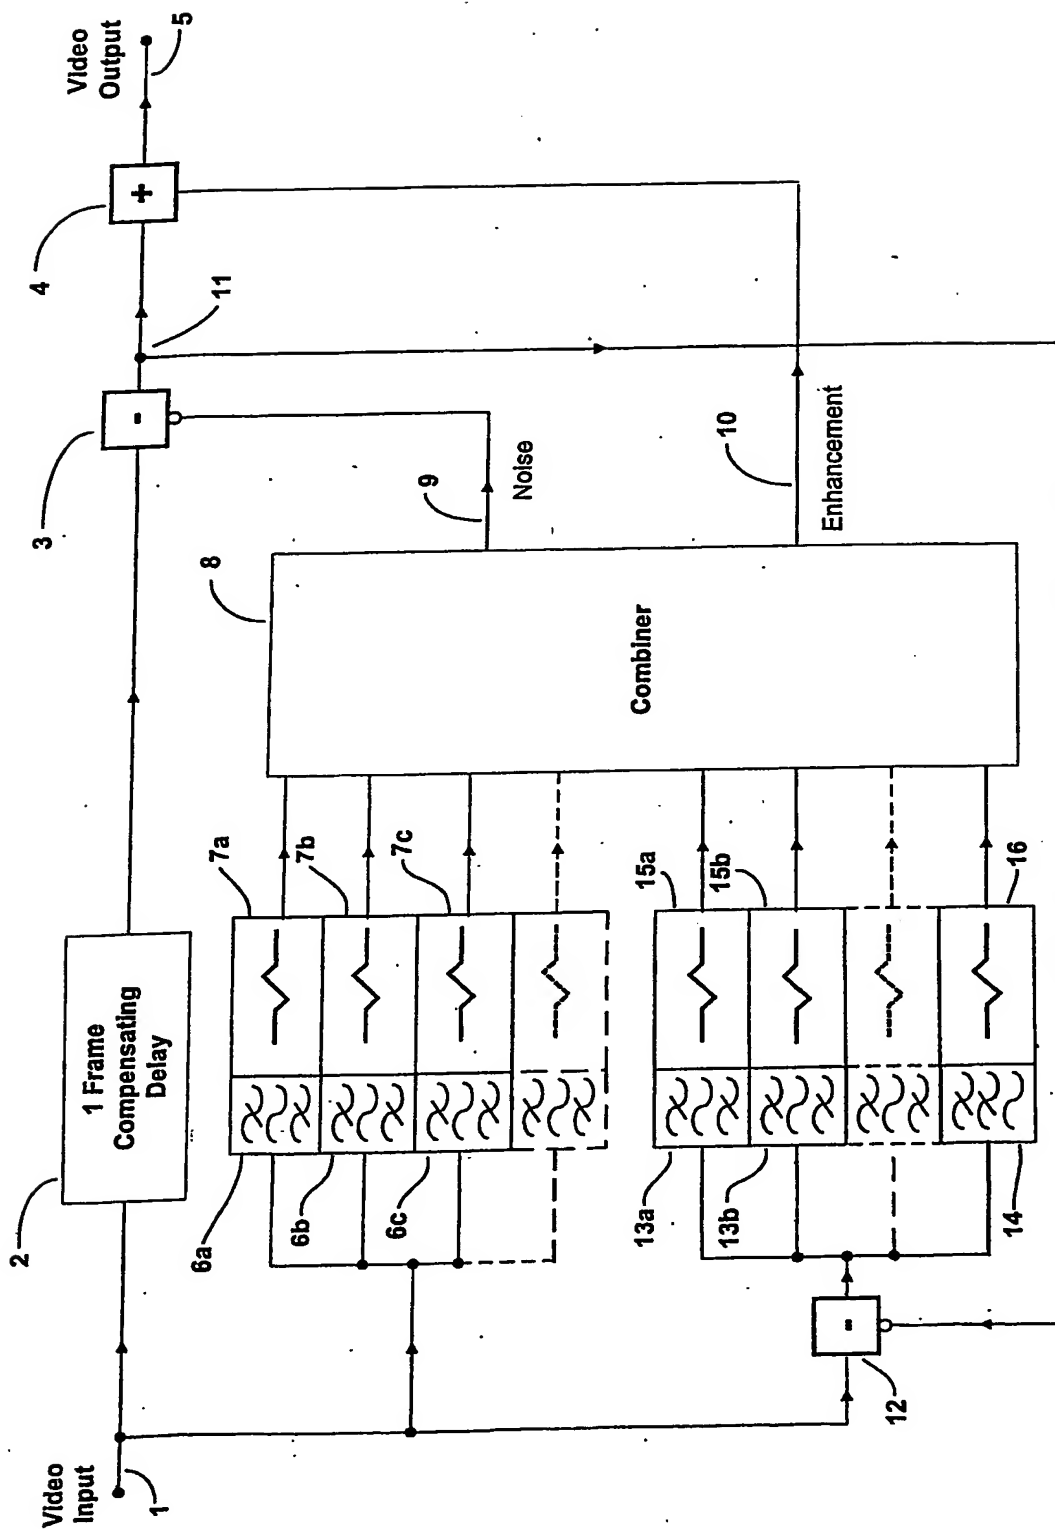 Video
Input
1
2
1 Frame
Compensating
Delay
3
-
11
4
+
Video
Output
5
6a
6b
6c
7a
7b
7c
8
Combiner
9
Noise
10
Enhancement
12
-
13a
13b
14
15a
15b
16